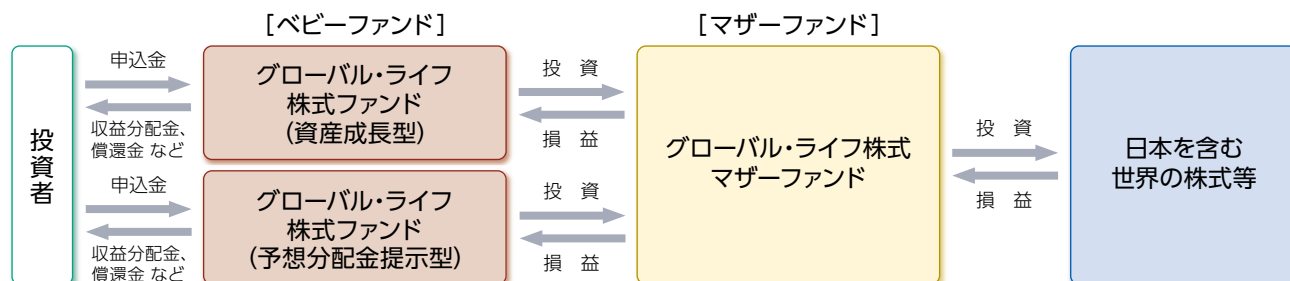 [ベビーファンド]
[マザーファンド]
投資者
申込金
収益分配金、
償還金 など
申込金
収益分配金、
償還金 など
グローバル・ライフ
株式ファンド
(資産成長型)
グローバル・ライフ
株式ファンド
(予想分配金提示型)
投 資
損 益
投 資
損 益
グローバル・ライフ株式
マザーファンド
投 資
損 益
日本を含む
世界の株式等